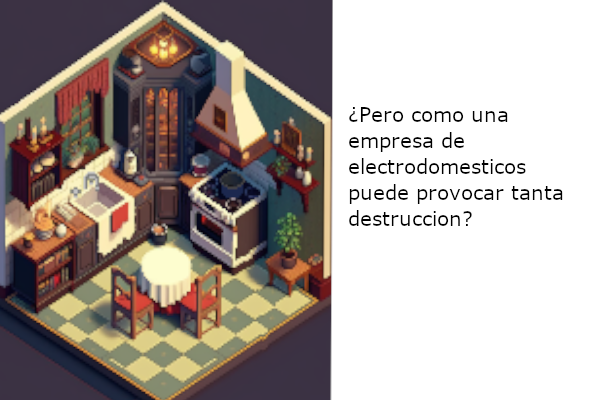 ¿Pero como una
empresa de
electrodomesticos
puede provocar tanta
destruccion?